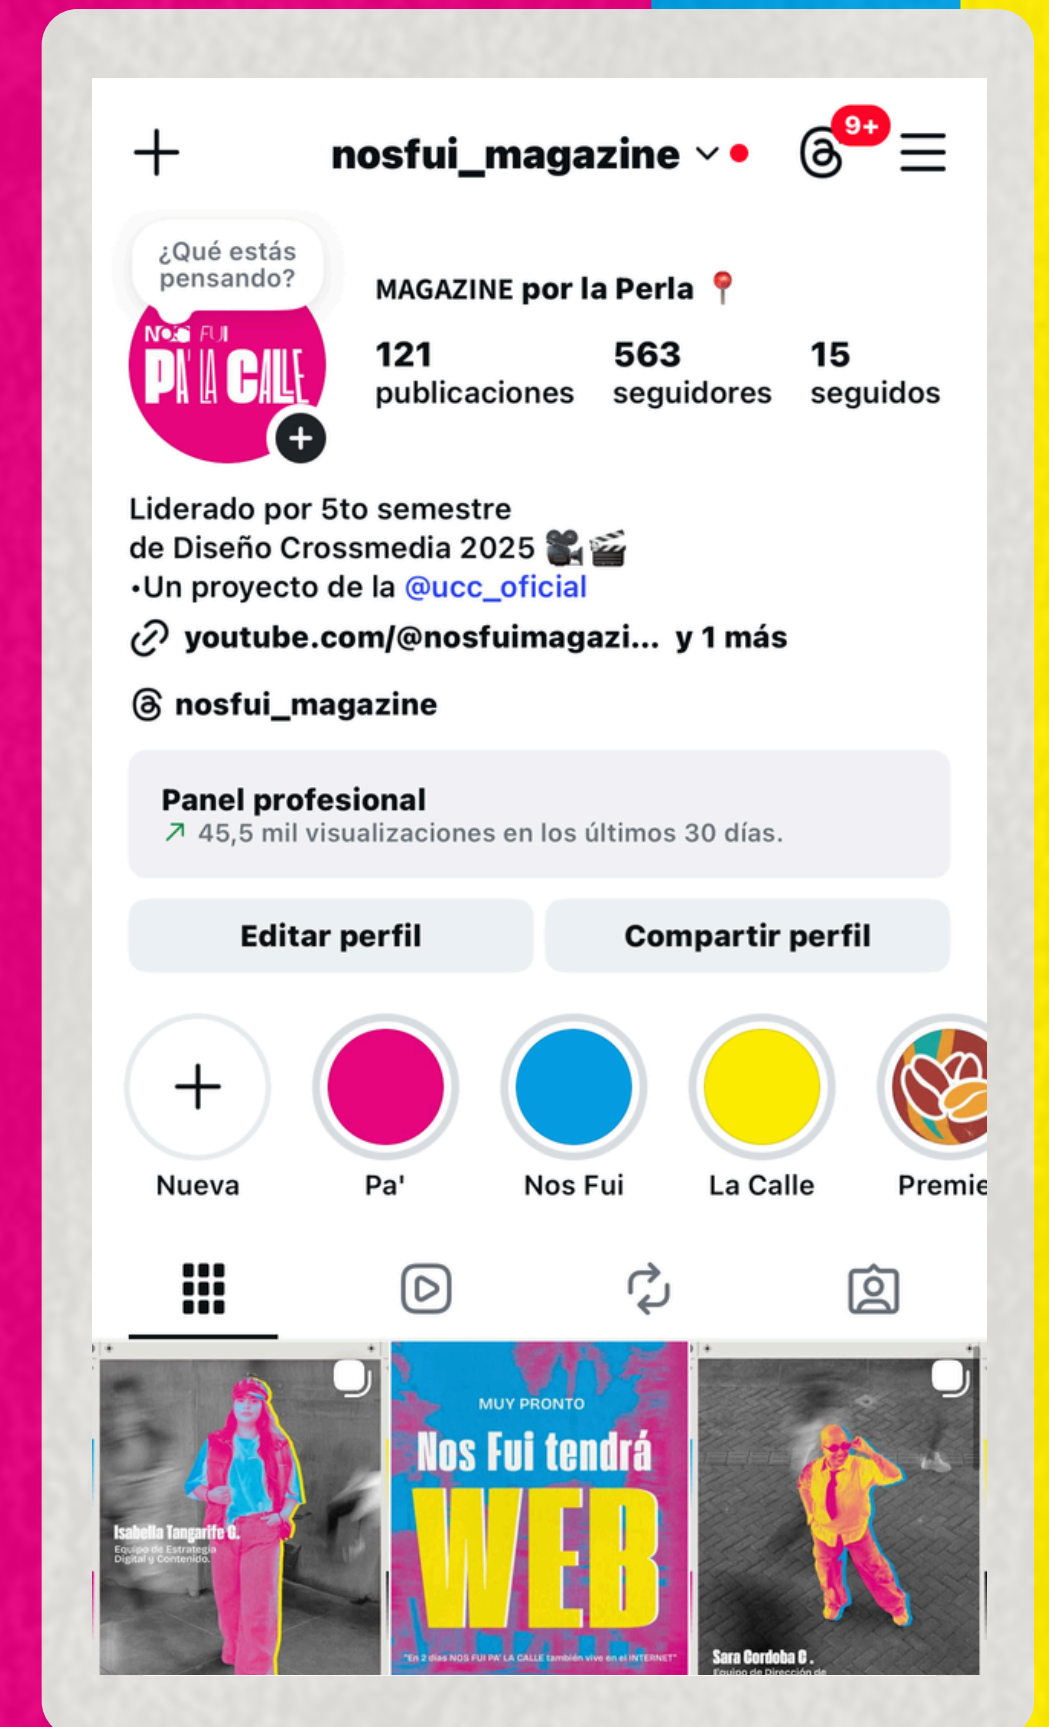 nosfui_magazine
9+
¿Qué estás
pensando?
NOS FUI
PA' LA CALLE
MAGAZINE por la Perla
121
publicaciones
563
seguidores
15
seguidos
Liderado por 5to semestre
de Diseño Crossmedia 2025
•Un proyecto de la @ucc_oficial
youtube.com/@nosfuimagazi... y 1 más
nosfui_magazine
Panel profesional
45,5 mil visualizaciones en los últimos 30 días.
Editar perfil
Compartir perfil
Nueva
Pa'
Nos Fui
La Calle
Premie
Isabella Tangarife G.
Equipo de Estrategia
Digital y Contenido.
MUY PRONTO
Nos Fui tendrá
WEB
"En 2 días NOS FUI PA' LA CALLE también vive en el INTERNET"
Sara Cordoba C .
Equipo de Dirección de